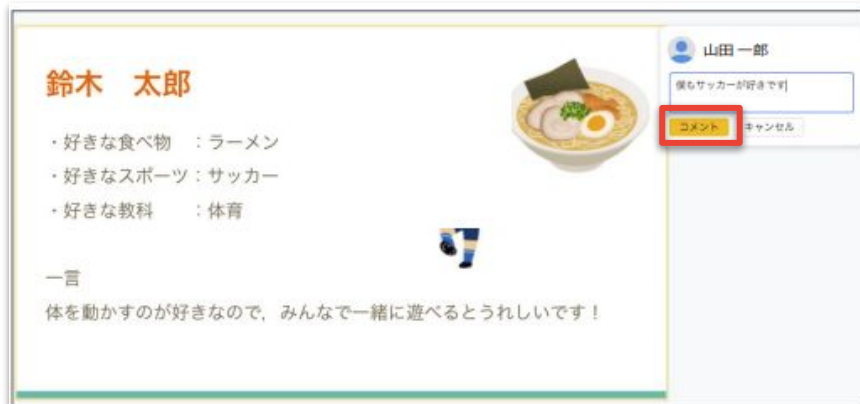 鈴木　太郎
・好きな食べ物　：ラーメン
・好きなスポーツ：サッカー
・好きな教科　　：体育
一言
体を動かすのが好きなので，みんなで一緒に遊べるとうれしいです！
山田 一郎
僕もサッカーが好きです
コメント
キャンセル